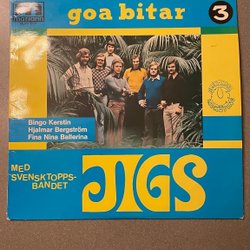 goa bitar
3
Bingo Kerstin
Hjalmar Bergström
Fina Nina Ballerina
MED
"SVENSKTOPPS-
BANDET
JIGS